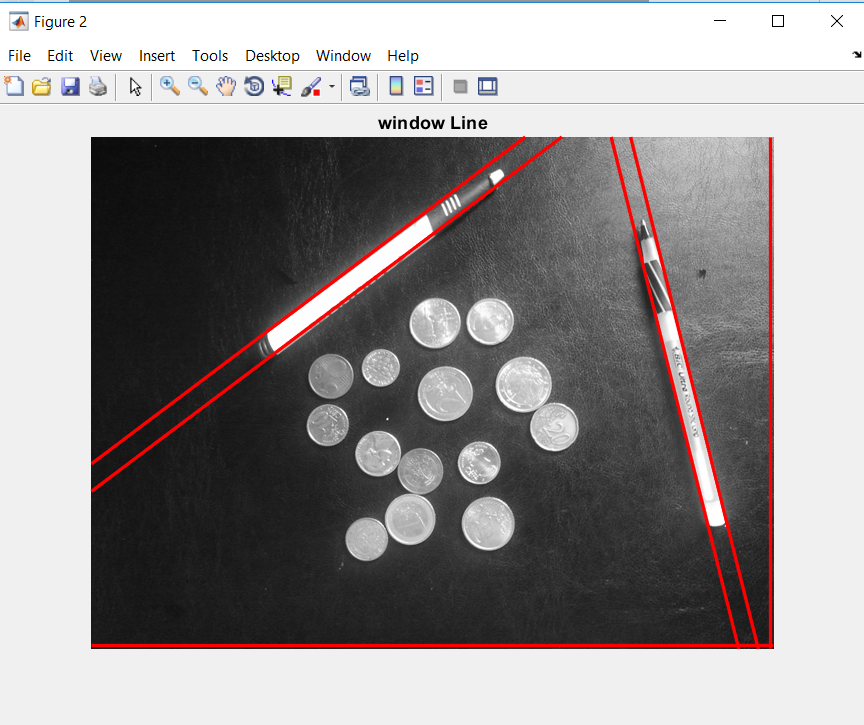 Figure 2
File Edit View Insert Tools Desktop Window Help
window Line